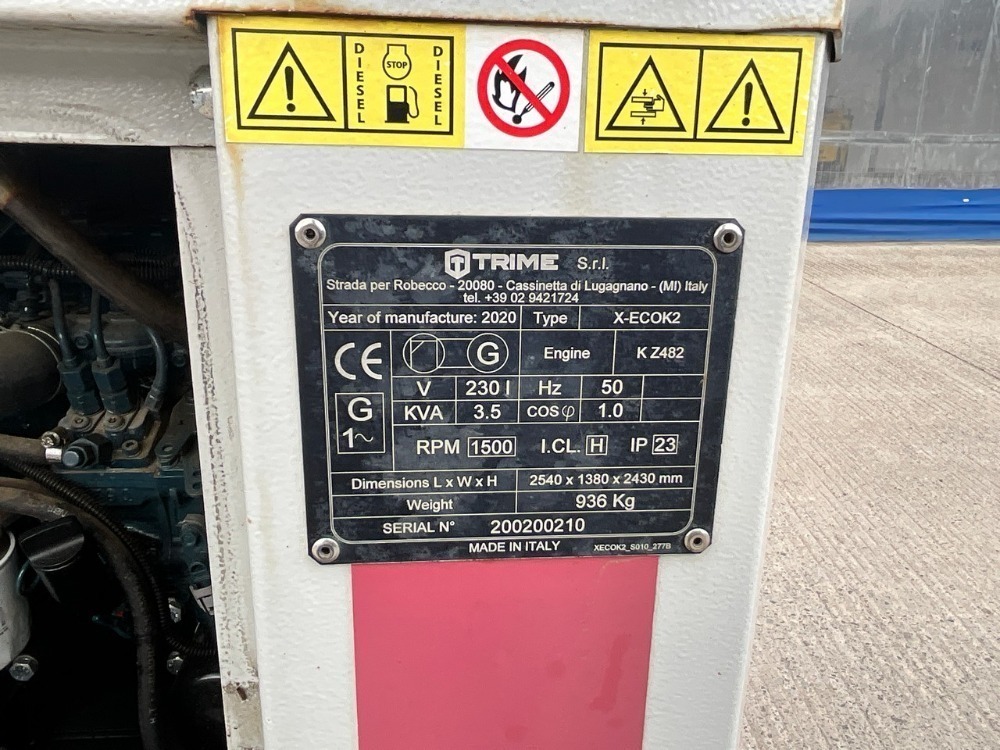 DIESEL STOP DIESEL
TRIME S.r.l.
Strada per Robecco - 20080 - Cassinetta di Lugagnano - (MI) Italy
tel. +39 02 9421724
Year of manufacture: 2020 Type X-ECOK2
CE G Engine K Z482
V 230 I Hz 50
G KVA 3.5 COS φ 1.0
1~ RPM 1500 I.CL. H IP 23
Dimensions L x W x H 2540 x 1380 x 2430 mm
Weight 936 Kg
SERIAL N° 200200210
MADE IN ITALY XECOK2_S010_277B